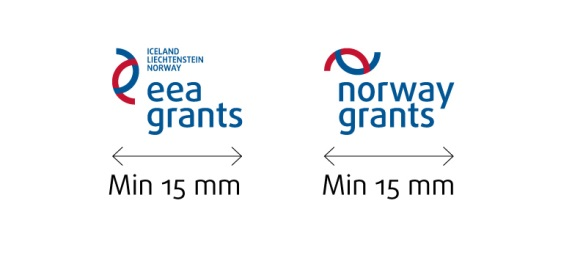 ICELAND
LIECHTENSTEIN
NORWAY
eea
grants
Min 15 mm
norway
grants
Min 15 mm